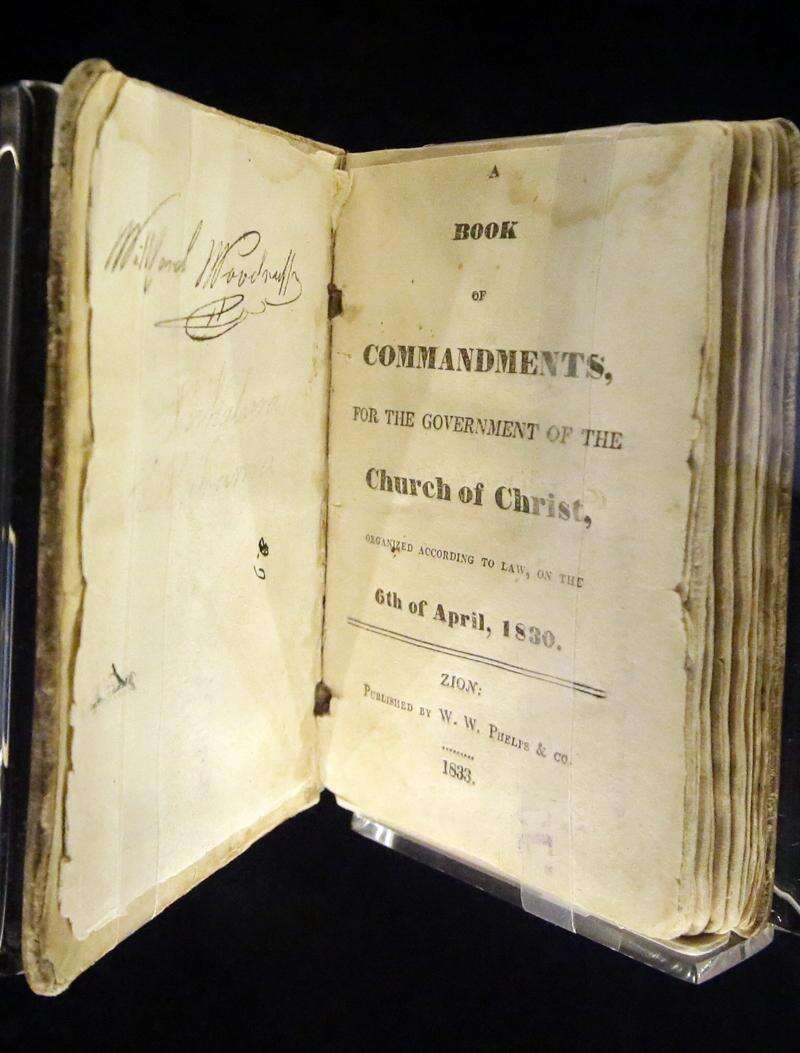 Wilford Woodruff
A
BOOK
OF
COMMANDMENTS,
FOR THE GOVERNMENT OF THE
Church of Christ,
ORGANIZED ACCORDING TO LAW, ON THE
6th of April, 1830.
ZION:
PUBLISHED BY W. W. PHELPS & CO.
..........
1833.